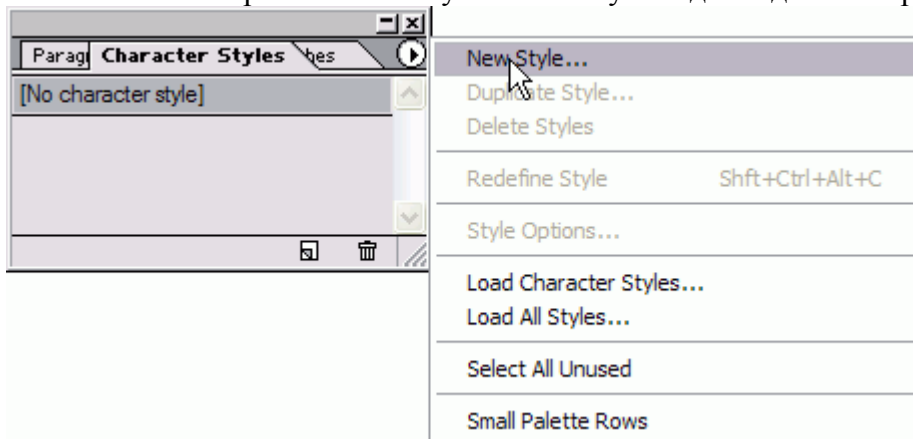 Parag Character Styles
[No character style]
New Style...
Duplicate Style...
Delete Styles
Redefine Style Shft+Ctrl+Alt+C
Style Options...
Load Character Styles...
Load All Styles...
Select All Unused
Small Palette Rows